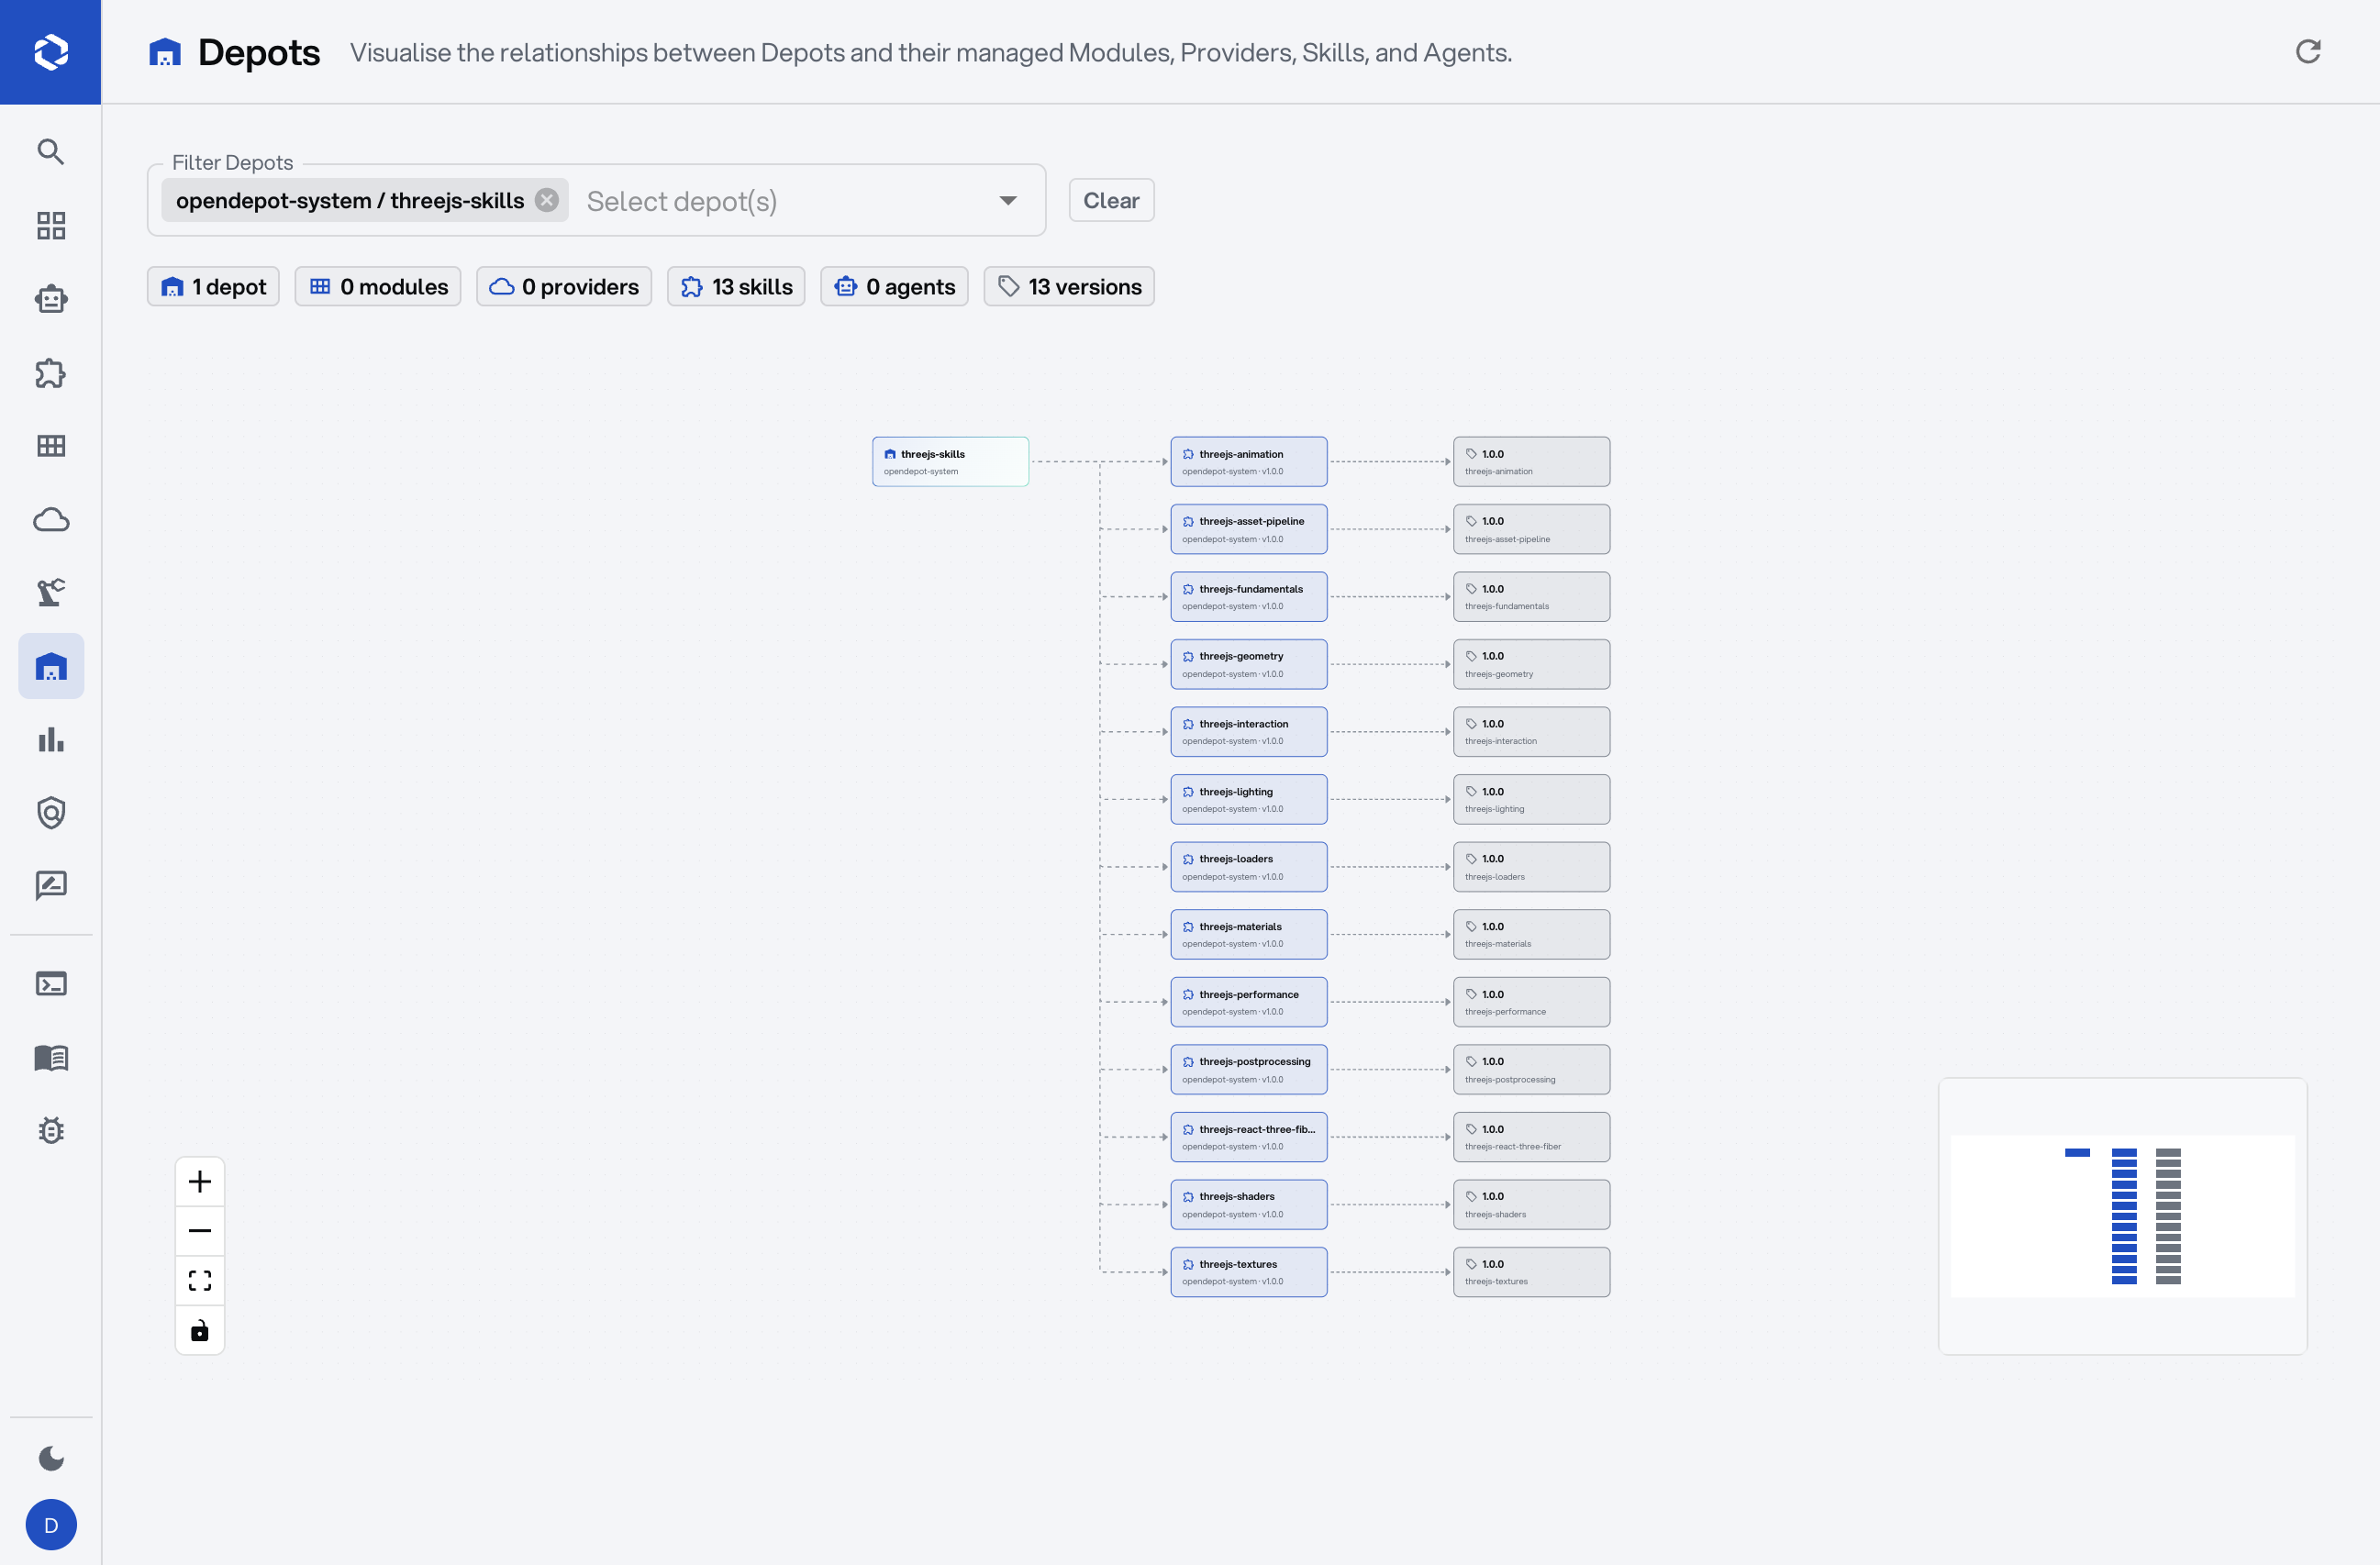 Depots
Visualise the relationships between Depots and their managed Modules, Providers, Skills, and Agents.
Filter Depots
opendepot-system / threejs-skills
Select depot(s)
Clear
1 depot
0 modules
0 providers
13 skills
0 agents
13 versions
threejs-skills
opendepot-system
threejs-animation
opendepot-system · v1.0.0
1.0.0
threejs-animation
threejs-asset-pipeline
opendepot-system · v1.0.0
1.0.0
threejs-asset-pipeline
threejs-fundamentals
opendepot-system · v1.0.0
1.0.0
threejs-fundamentals
threejs-geometry
opendepot-system · v1.0.0
1.0.0
threejs-geometry
threejs-interaction
opendepot-system · v1.0.0
1.0.0
threejs-interaction
threejs-lighting
opendepot-system · v1.0.0
1.0.0
threejs-lighting
threejs-loaders
opendepot-system · v1.0.0
1.0.0
threejs-loaders
threejs-materials
opendepot-system · v1.0.0
1.0.0
threejs-materials
threejs-performance
opendepot-system · v1.0.0
1.0.0
threejs-performance
threejs-postprocessing
opendepot-system · v1.0.0
1.0.0
threejs-postprocessing
threejs-react-three-fib...
opendepot-system · v1.0.0
1.0.0
threejs-react-three-fiber
threejs-shaders
opendepot-system · v1.0.0
1.0.0
threejs-shaders
threejs-textures
opendepot-system · v1.0.0
1.0.0
threejs-textures
D